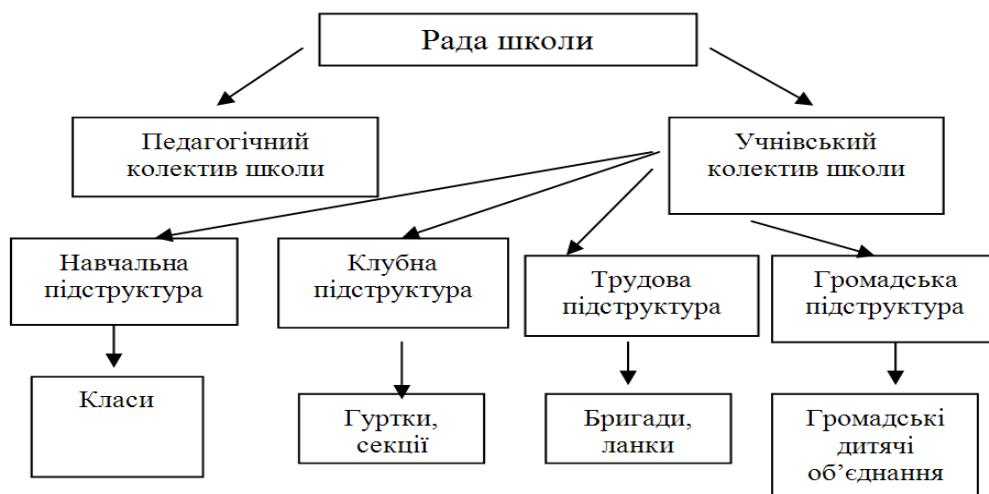 Рада школи
Педагогічний
колектив школи
Учнівський
колектив школи
Навчальна
підструктура
Клубна
підструктура
Трудова
підструктура
Громадська
підструктура
Класи
Гуртки,
секції
Бригади,
ланки
Громадські
дитячі
об’єднання